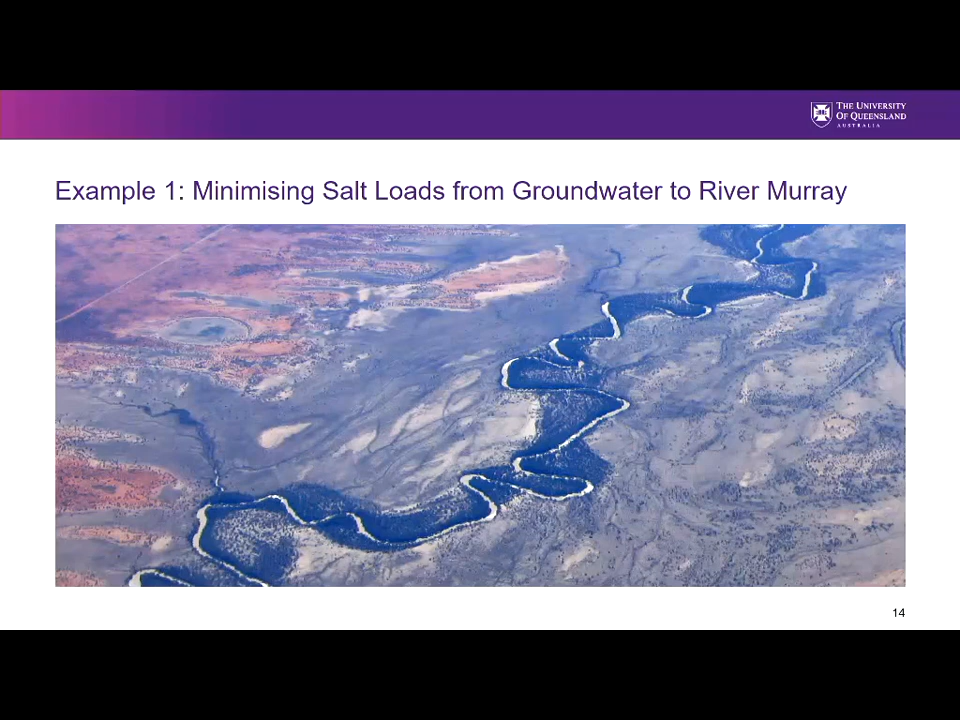 THE UNIVERSITY
OF QUEENSLAND
AUSTRALIA
Example 1: Minimising Salt Loads from Groundwater to River Murray
14